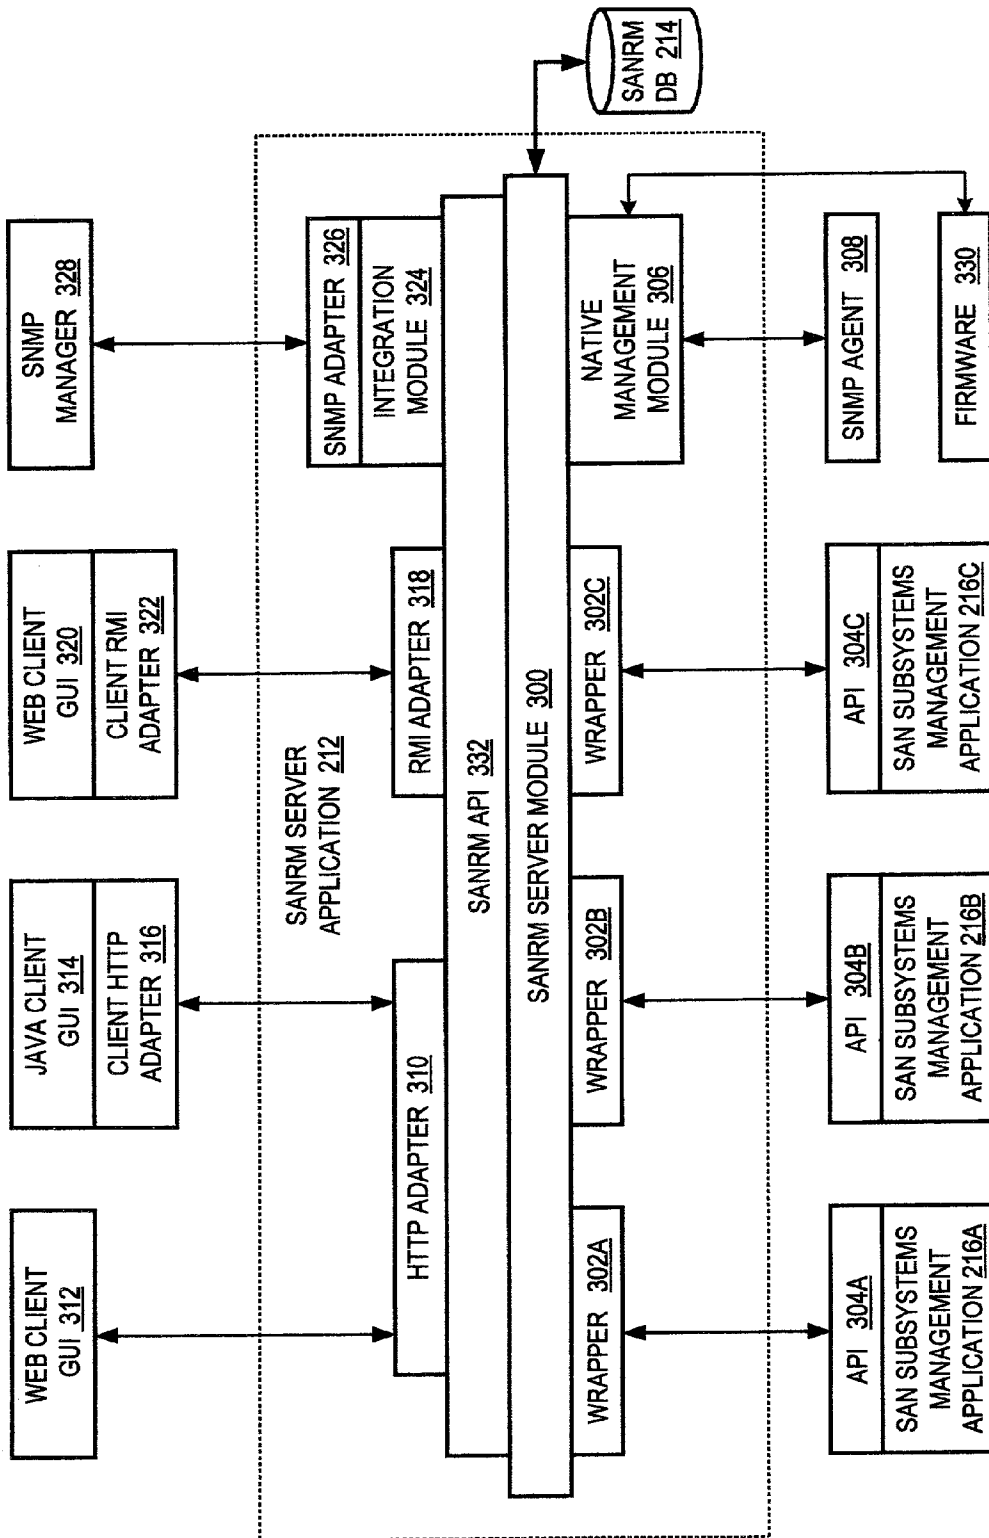 WEB CLIENT
GUI 312
JAVA CLIENT
GUI 314
CLIENT HTTP
ADAPTER 316
WEB CLIENT
GUI 320
CLIENT RMI
ADAPTER 322
SNMP
MANAGER 328
SANRM SERVER
APPLICATION 212
HTTP ADAPTER 310
RMI ADAPTER 318
SNMP ADAPTER 326
INTEGRATION
MODULE 324
SANRM API 332
SANRM SERVER MODULE 300
SANRM
DB 214
WRAPPER 302A
WRAPPER 302B
WRAPPER 302C
NATIVE
MANAGEMENT
MODULE 306
API 304A
SAN SUBSYSTEMS
MANAGEMENT
APPLICATION 216A
API 304B
SAN SUBSYSTEMS
MANAGEMENT
APPLICATION 216B
API 304C
SAN SUBSYSTEMS
MANAGEMENT
APPLICATION 216C
SNMP AGENT 308
FIRMWARE 330